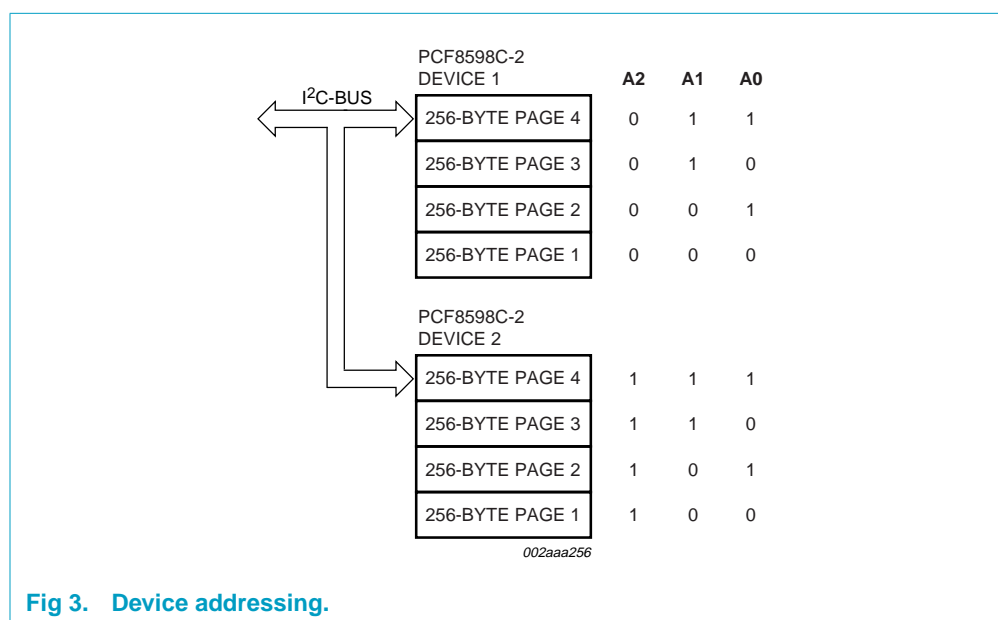 PCF8598C-2
DEVICE 1 A2 A1 A0
I2C-BUS
256-BYTE PAGE 4 0 1 1
256-BYTE PAGE 3 0 1 0
256-BYTE PAGE 2 0 0 1
256-BYTE PAGE 1 0 0 0
PCF8598C-2
DEVICE 2
256-BYTE PAGE 4 1 1 1
256-BYTE PAGE 3 1 1 0
256-BYTE PAGE 2 1 0 1
256-BYTE PAGE 1 1 0 0
002aaa256
Fig 3. Device addressing.